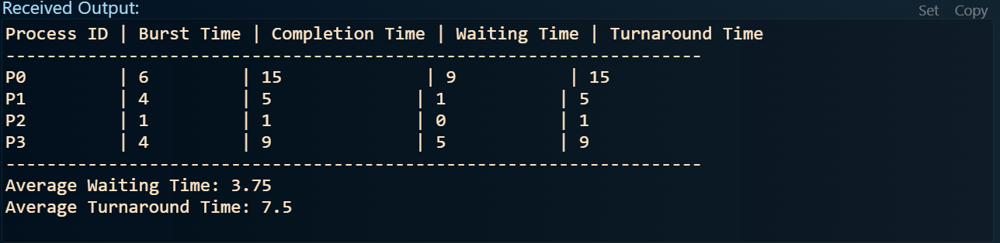 Received Output:
Set Copy
Process ID | Burst Time | Completion Time | Waiting Time | Turnaround Time
--------------------------------------------------------------------
P0         | 6         | 15              | 9           | 15
P1         | 4         | 5              | 1           | 5
P2         | 1         | 1              | 0           | 1
P3         | 4         | 9              | 5           | 9
--------------------------------------------------------------------
Average Waiting Time: 3.75
Average Turnaround Time: 7.5